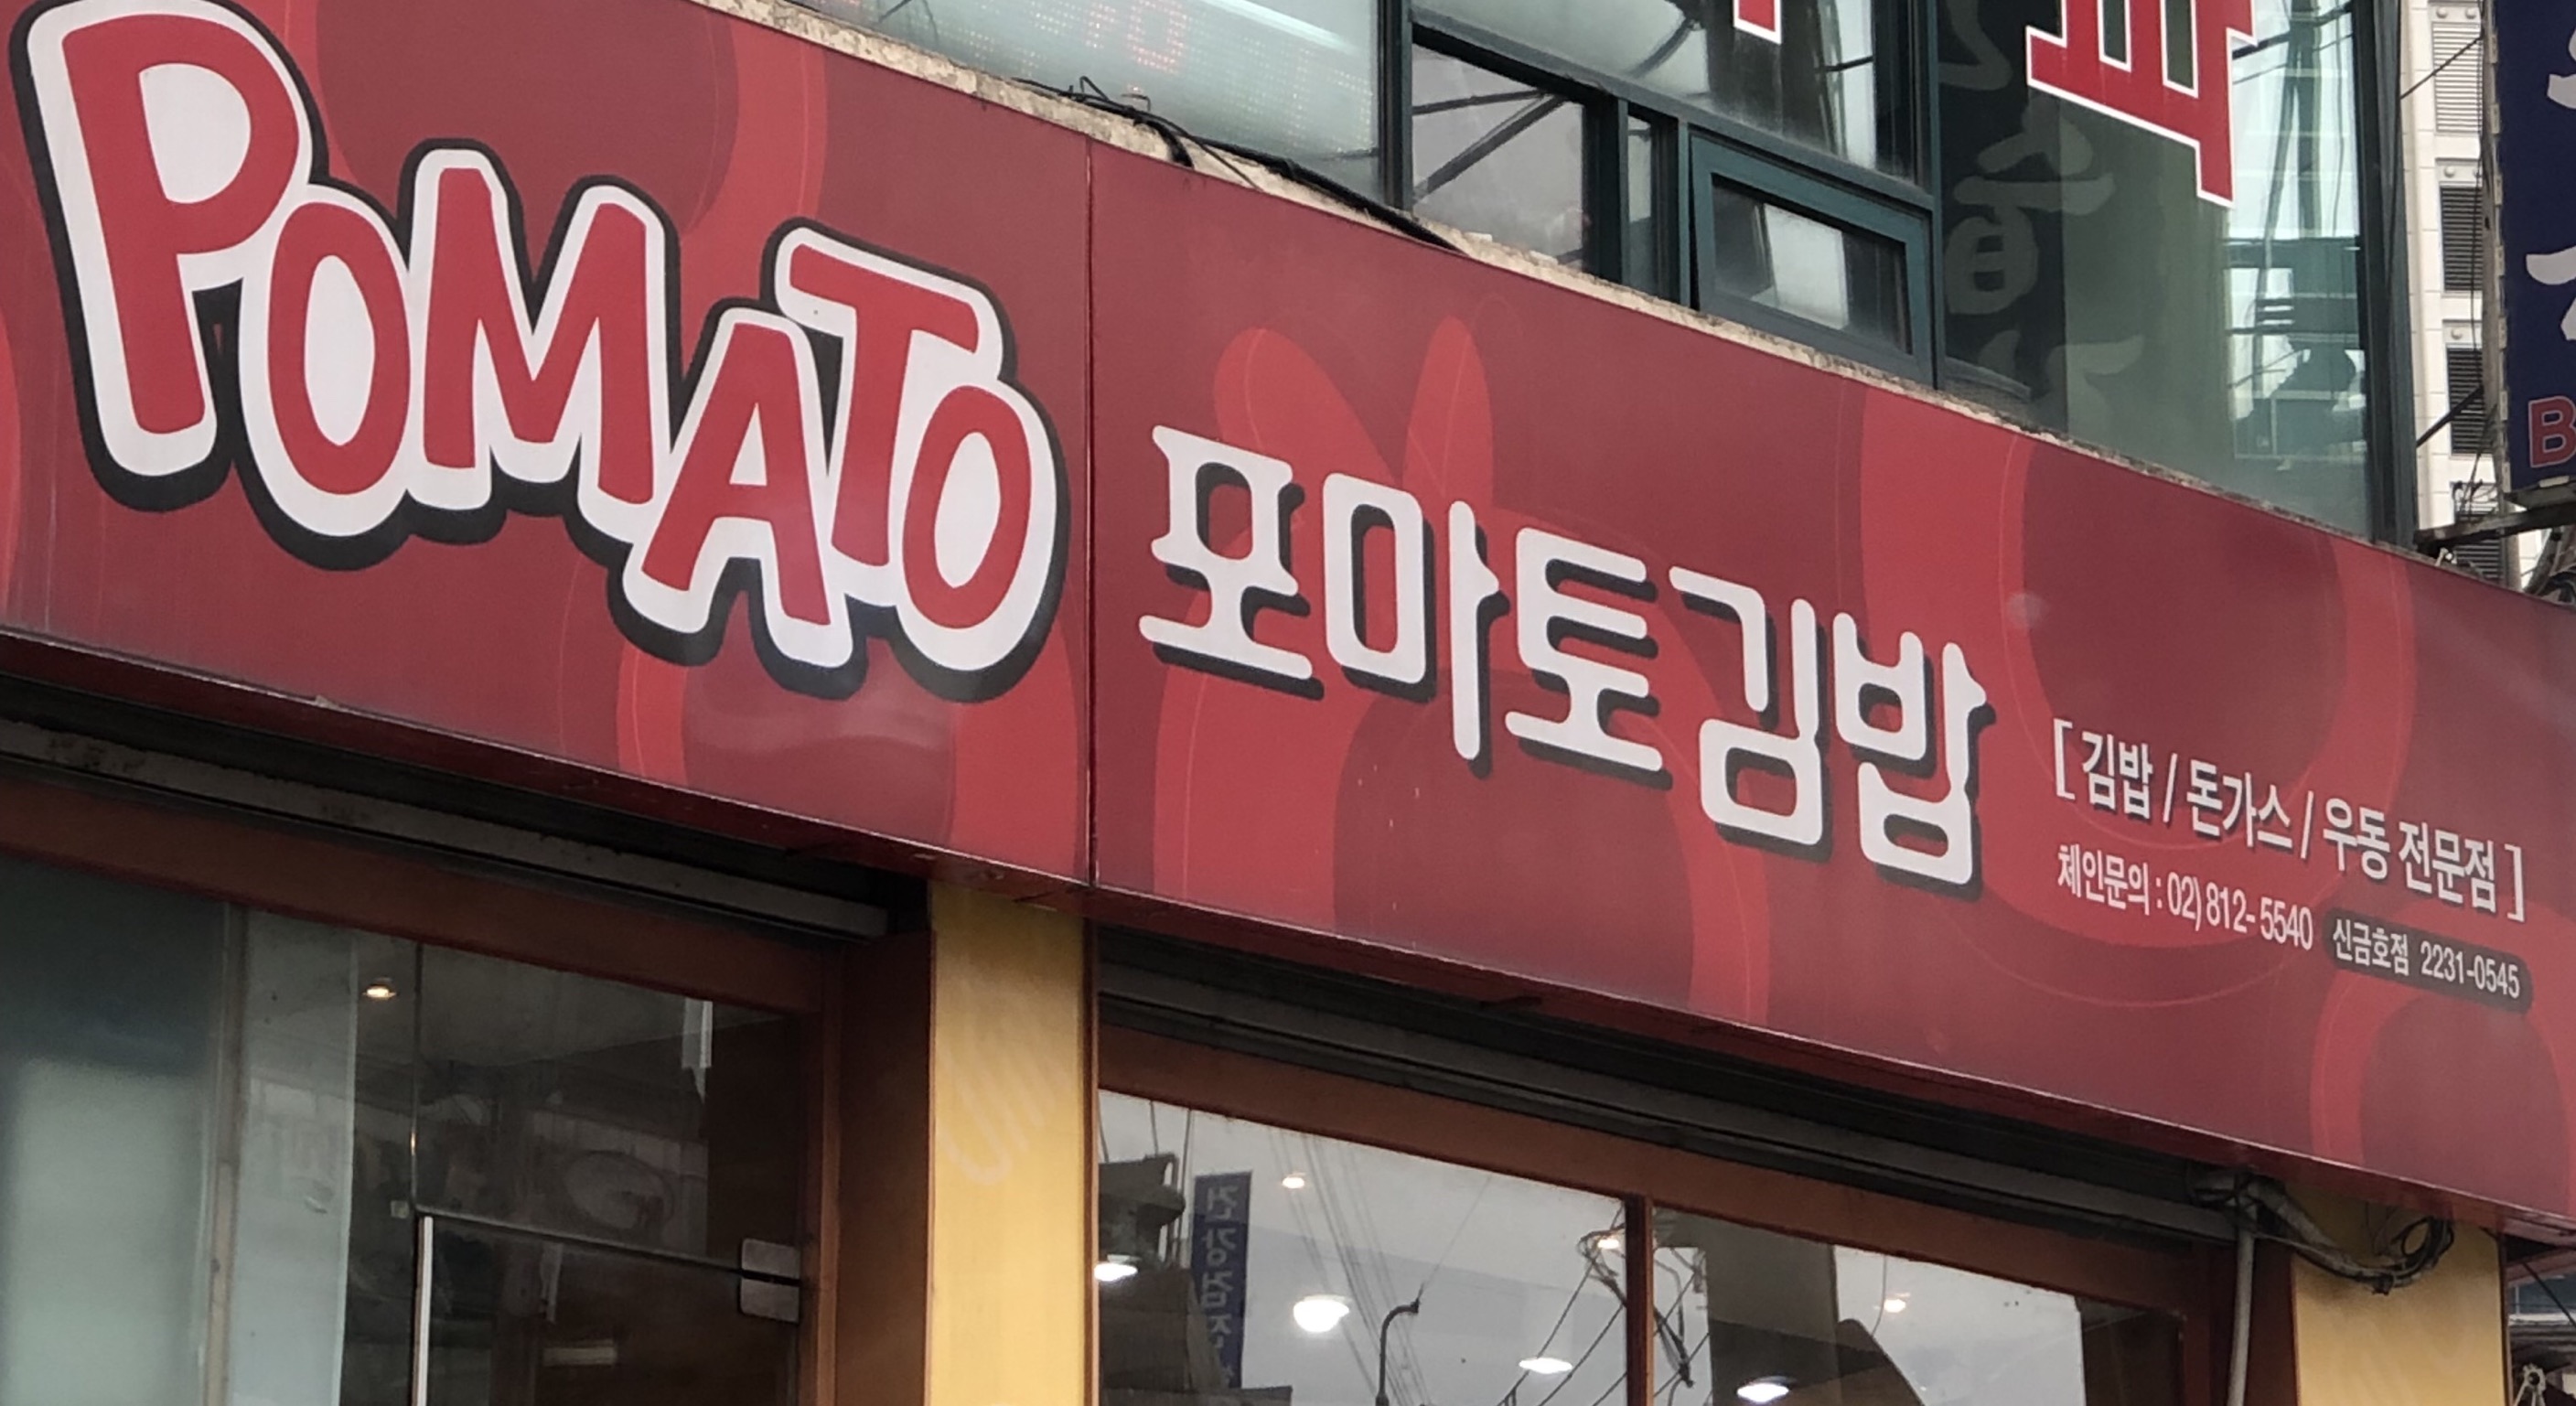 POMATO
포마토김밥
[ 김밥 / 돈가스 / 우동 전문점 ]
체인문의 : 02) 812-5540 신금호점 2231-0545
B